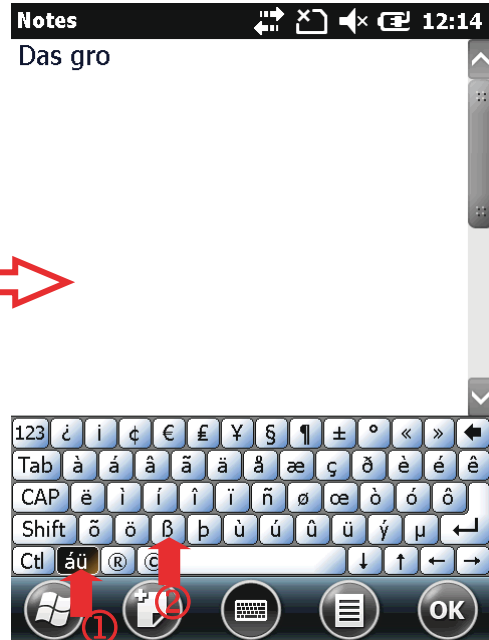 Notes 12:14
Das gro
123 ¿ ¡ ¢ € £ ¥ § ¶ ± ° « »
Tab à á â ã ä å æ ç ð è é ê
CAP ë ì í î ï ñ ø œ ò ó ô
Shift õ ö ß þ ù ú û ü ý µ
Ctl áü ® © ↓ ↑ ← →
① ②
OK